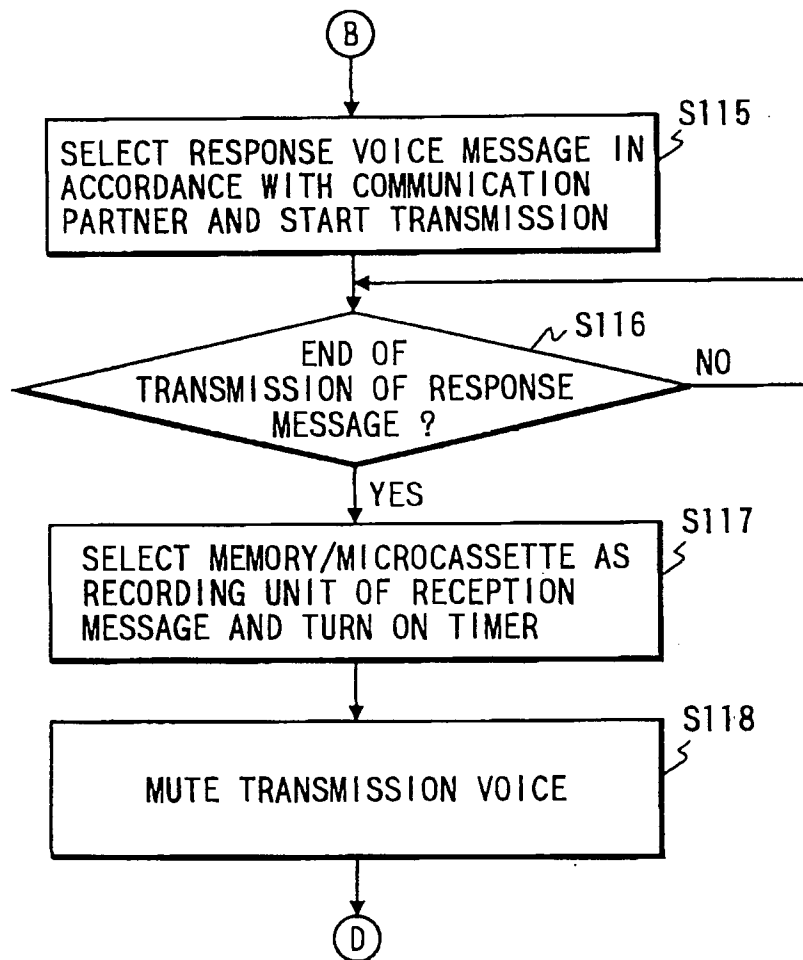 B
S115
SELECT RESPONSE VOICE MESSAGE IN
ACCORDANCE WITH COMMUNICATION
PARTNER AND START TRANSMISSION
S116
END OF
TRANSMISSION OF RESPONSE
MESSAGE ?
NO
YES
S117
SELECT MEMORY/MICROCASSETTE AS
RECORDING UNIT OF RECEPTION
MESSAGE AND TURN ON TIMER
S118
MUTE TRANSMISSION VOICE
D